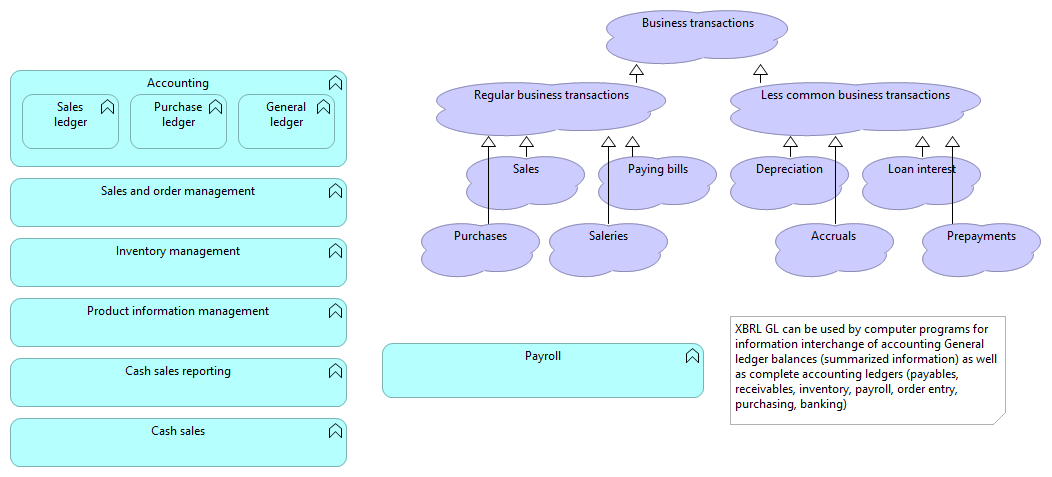 Accounting
Sales
ledger
Purchase
ledger
General
ledger
Sales and order management
Inventory management
Product information management
Cash sales reporting
Cash sales
Business transactions
Regular business transactions
Less common business transactions
Sales
Paying bills
Depreciation
Loan interest
Purchases
Saleries
Accruals
Prepayments
Payroll
XBRL GL can be used by computer programs for
information interchange of accounting General
ledger balances (summarized information) as well
as complete accounting ledgers (payables,
receivables, inventory, payroll, order entry,
purchasing, banking)